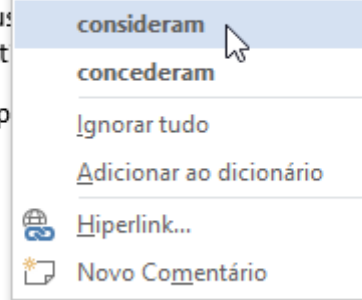 consideram
concederam
Ignorar tudo
Adicionar ao dicionário
Hiperlink...
Novo Comentário